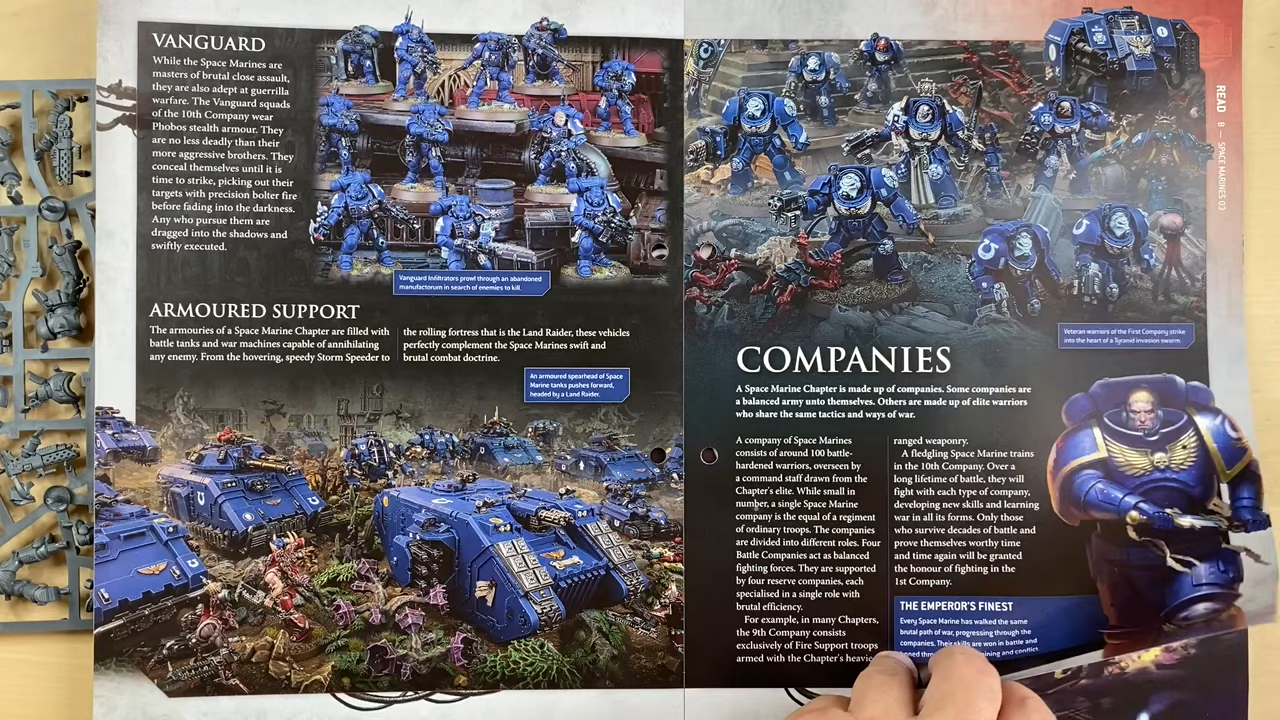 VANGUARD
While the Space Marines are
masters of brutal close assault,
they are also adept at guerrilla
warfare. The Vanguard squads
of the 10th Company wear
Phobos stealth armour. They
are no less deadly than their
more aggressive brothers. They
conceal themselves until it is
time to strike, picking out their
targets with precision bolter fire
before fading into the darkness.
Any who pursue them are
dragged into the shadows and
swiftly executed.
Vanguard Infiltrators prowl through an abandoned
manufactorum in search of enemies to kill.
ARMOURED SUPPORT
The armouries of a Space Marine Chapter are filled with
battle tanks and war machines capable of annihilating
any enemy. From the hovering, speedy Storm Speeder to
the rolling fortress that is the Land Raider, these vehicles
perfectly complement the Space Marines swift and
brutal combat doctrine.
An armoured spearhead of Space
Marine tanks pushes forward,
headed by a Land Raider.
READ B — SPACE MARINES 03
Veteran warriors of the First Company strike
into the heart of a Tyranid invasion swarm.
COMPANIES
A Space Marine Chapter is made up of companies. Some companies are
a balanced army unto themselves. Others are made up of elite warriors
who share the same tactics and ways of war.
A company of Space Marines
consists of around 100 battle-
hardened warriors, overseen by
a command staff drawn from the
Chapter's elite. While small in
number, a single Space Marine
company is the equal of a regiment
of ordinary troops. The companies
are divided into different roles. Four
Battle Companies act as balanced
fighting forces. They are supported
by four reserve companies, each
specialised in a single role with
brutal efficiency.
For example, in many Chapters,
the 9th Company consists
exclusively of Fire Support troops
armed with the Chapter's
ranged weaponry.
A fledgling Space Marine trains
in the 10th Company. Over a
long lifetime of battle, they will
fight with each type of company,
developing new skills and learning
war in all its forms. Only those
who survive decades of battle and
prove themselves worthy time
and time again will be granted
the honour of fighting in the
1st Company.
THE EMPEROR'S FINEST
Every Space Marine has walked the same
brutal path of war, progressing through the
companies. Their skills are won in battle and
and conflict